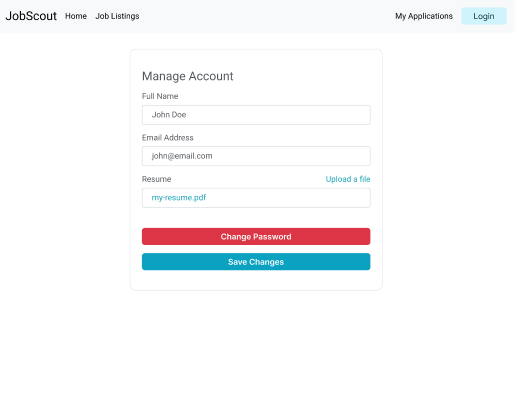 JobScout Home Job Listings My Applications Login
Manage Account
Full Name
John Doe
Email Address
john@email.com
Resume Upload a file
my-resume.pdf
Change Password
Save Changes